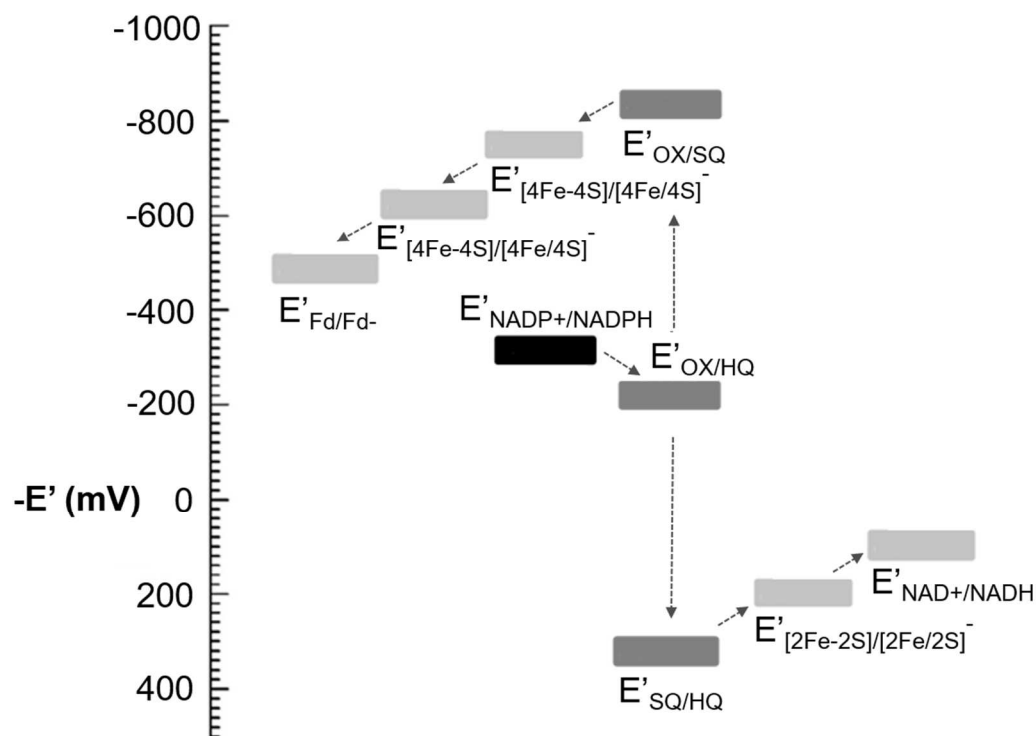 -1000
-800
-600
-400
-200
-E’ (mV) 0
200
400
E’OX/SQ
E’[4Fe-4S]/[4Fe/4S]-
E’[4Fe-4S]/[4Fe/4S]-
E’Fd/Fd-
E’NADP+/NADPH
E’OX/HQ
E’NAD+/NADH
E’[2Fe-2S]/[2Fe/2S]-
E’SQ/HQ